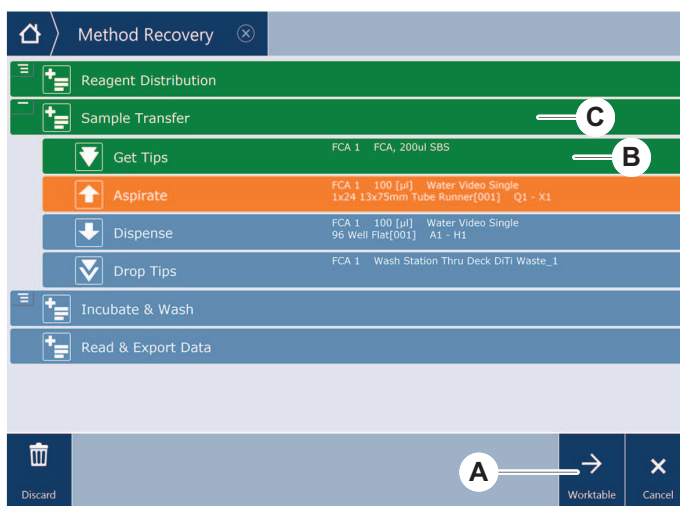 Method Recovery
Reagent Distribution
Sample Transfer
C
Get Tips
FCA 1 FCA, 200ul SBS
B
Aspirate
FCA 1 100 [µl] Water Video Single
1x24 13x75mm Tube Runner[001] Q1 - X1
Dispense
FCA 1 100 [µl] Water Video Single
96 Well Flat[001] A1 - H1
Drop Tips
FCA 1 Wash Station Thru Deck DiTi Waste_1
Incubate & Wash
Read & Export Data
A
Discard
Worktable
Cancel